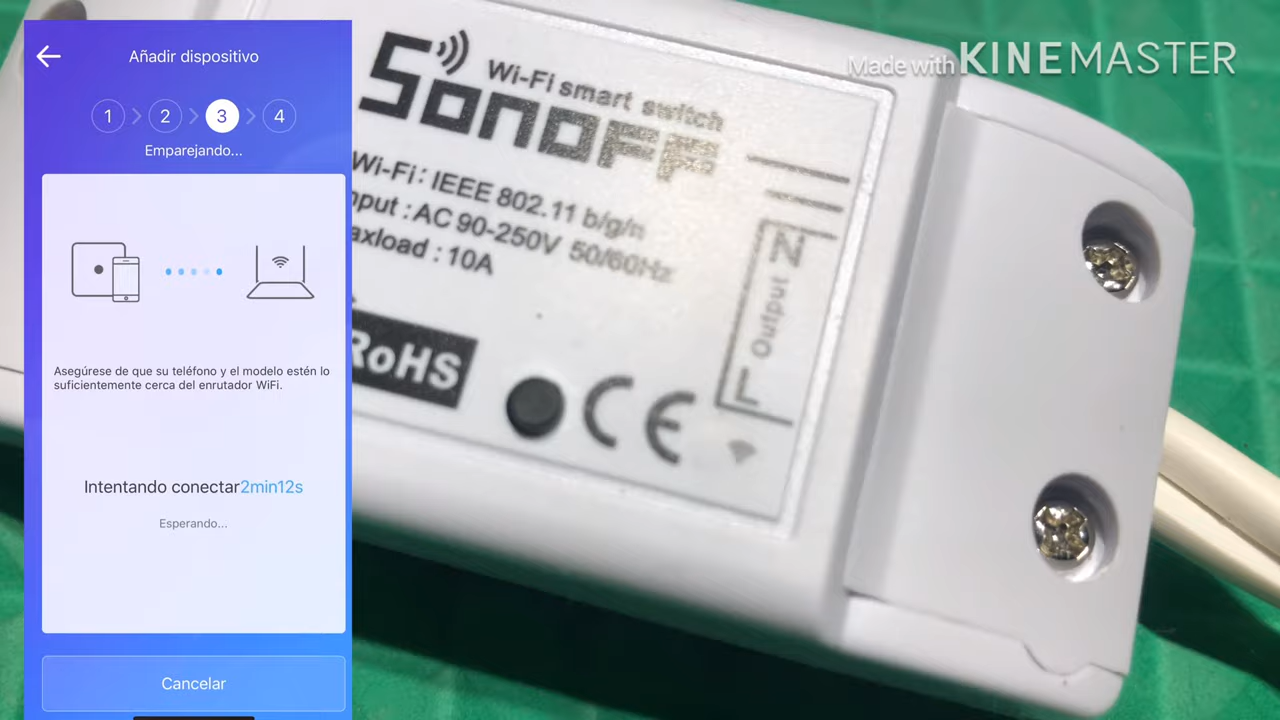 Añadir dispositivo
1 2 3 4
Emparejando...
Asegúrese de que su teléfono y el modelo estén lo
suficientemente cerca del enrutador WiFi.
Intentando conectar2min12s
Esperando...
Cancelar
Made with KINEMASTER
SONOFF
Wi-Fi smart switch
Wi-Fi: IEEE 802.11 b/g/n
nput : AC 90-250V 50/60Hz
axload : 10A
RoHS
CE
N
Output
L